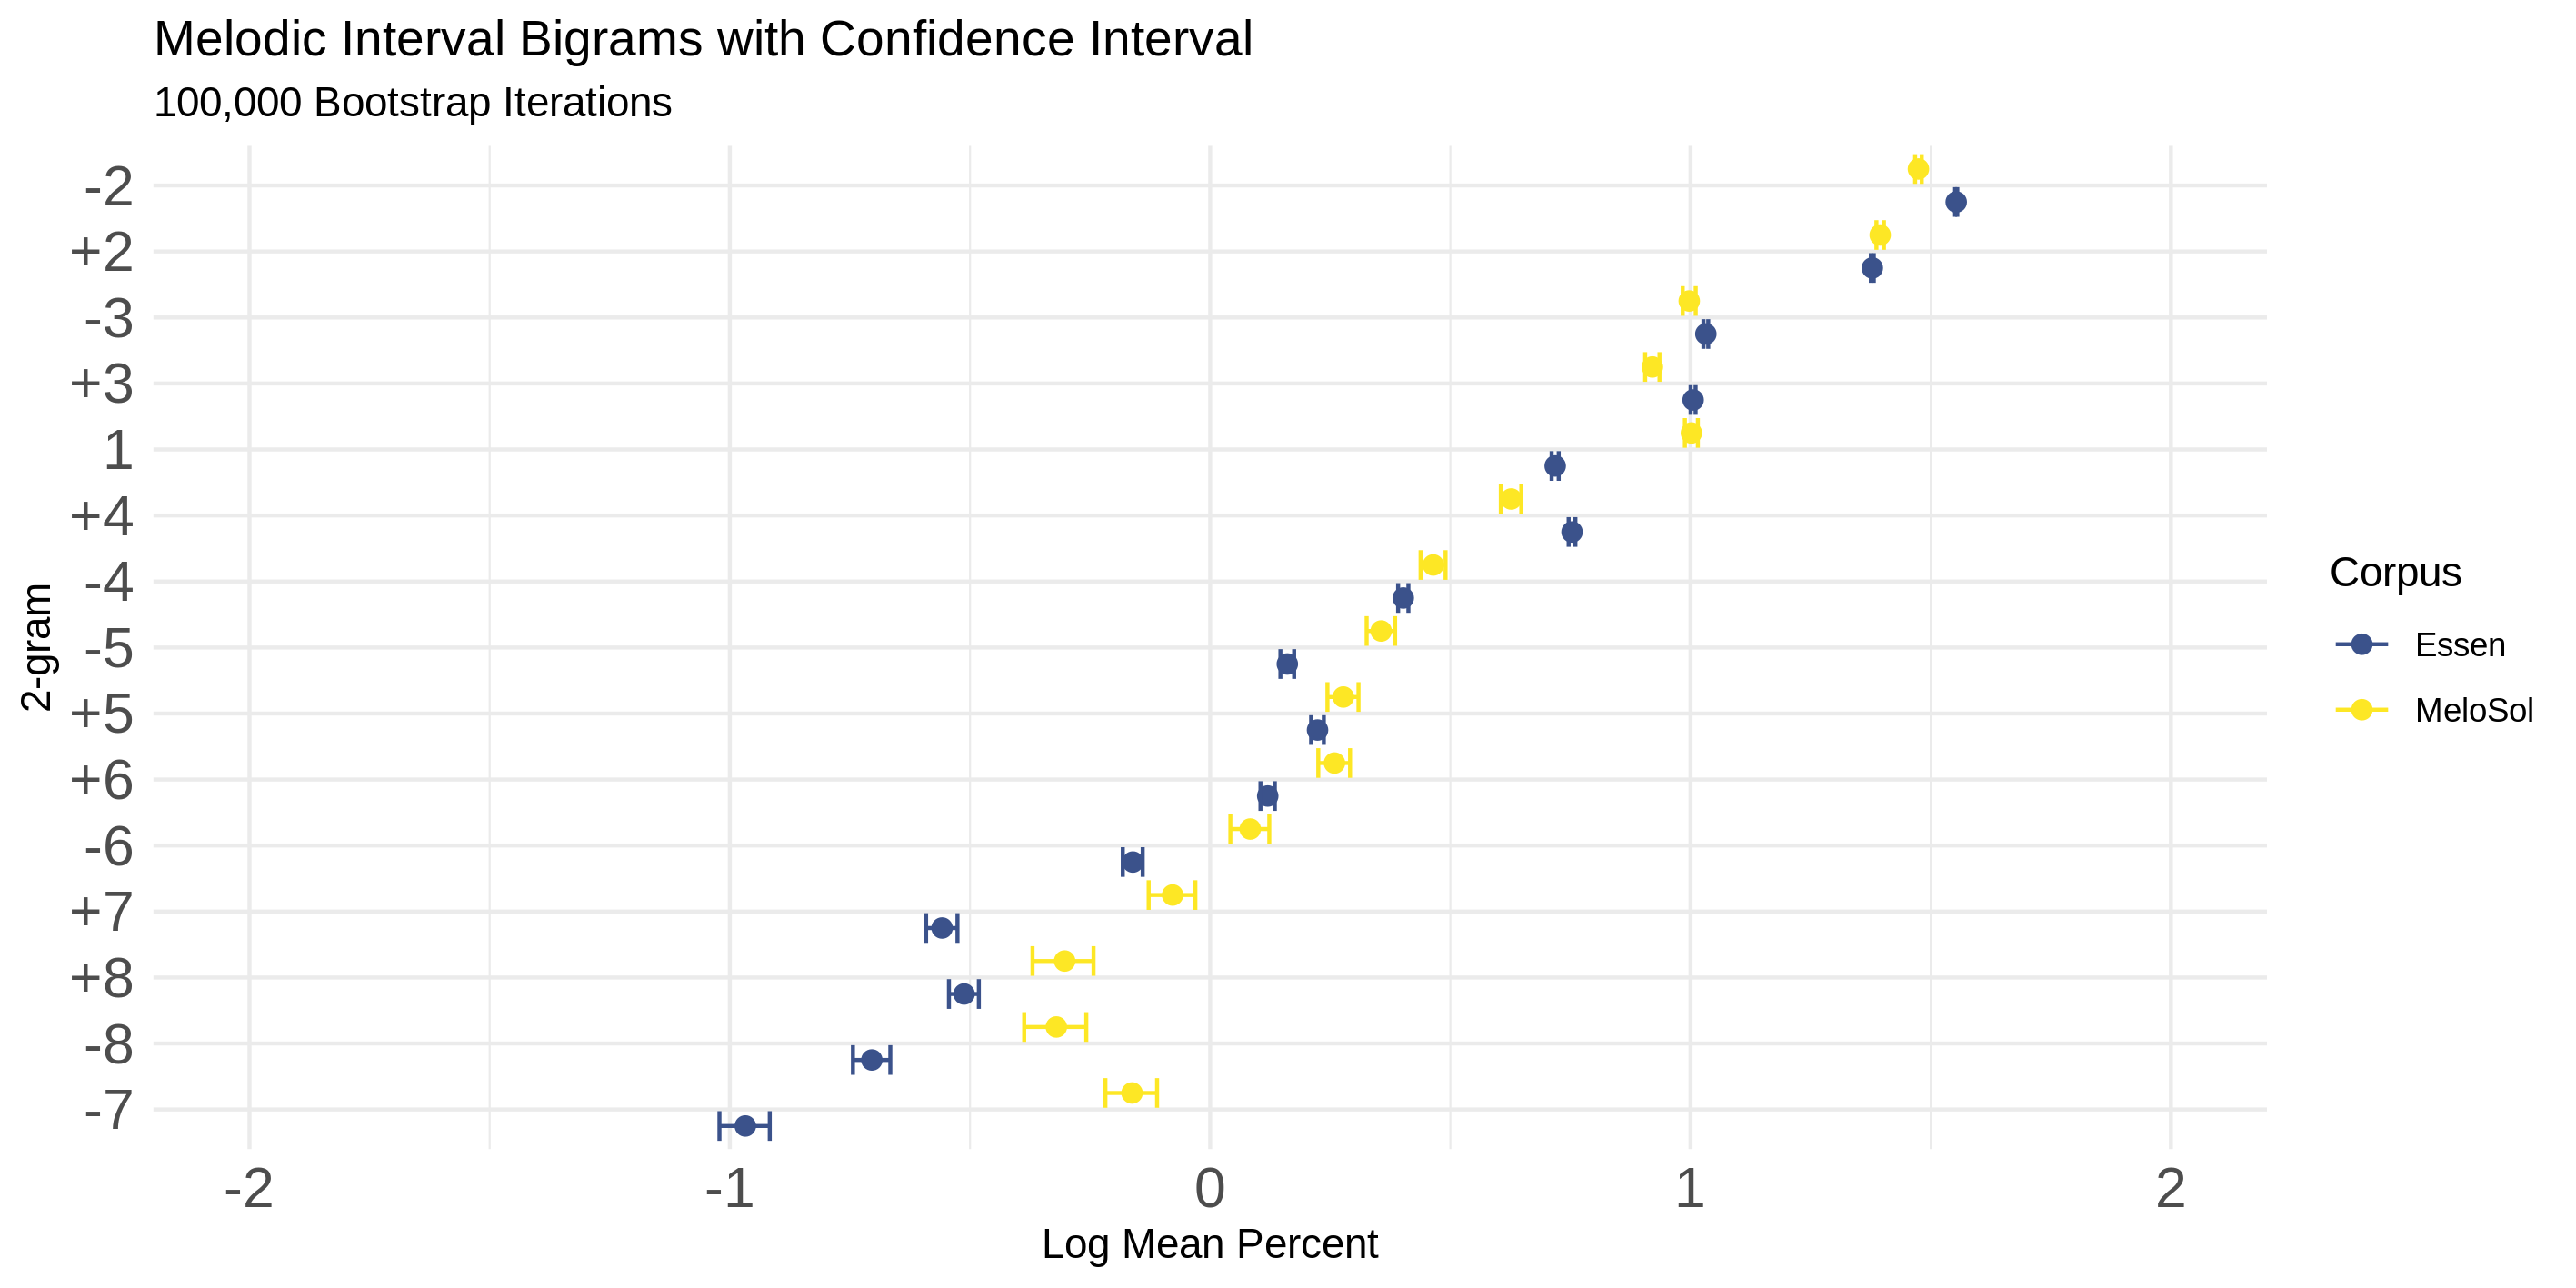 Melodic Interval Bigrams with Confidence Interval
100,000 Bootstrap Iterations
2-gram
-2
+2
-3
+3
1
+4
-4
-5
+5
+6
-6
+7
+8
-8
-7
-2 -1 0 1 2
Log Mean Percent
Corpus
Essen
MeloSol